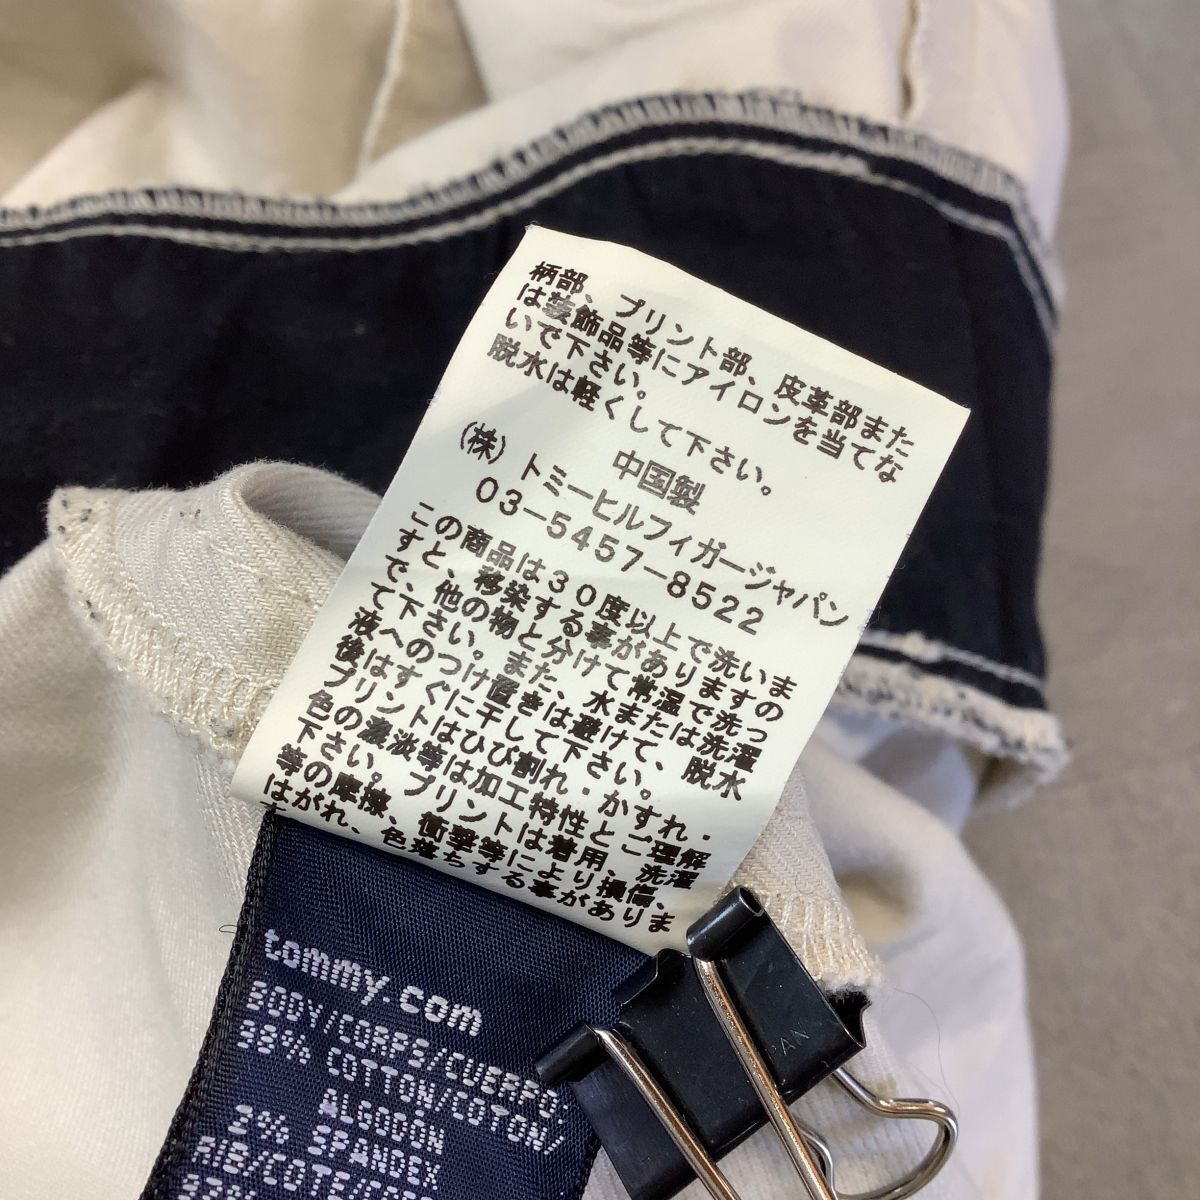 柄部、プリント部、皮革部また
は装飾品等にアイロンを当てな
いで下さい。
脱水は軽くして下さい。
中国製
(株)トミーヒルフィガージャパン
03-5457-8522
この商品は30度以上で洗いま
すと、移染する事がありますの
で、他の物と分けて常温で洗っ
て下さい。また、水または洗濯
液へのつけ置きは避けて、脱水
後はすぐに干して下さい。
プリントはひび割れ・かすれ・
色の濃淡等は加工特性とご理解
下さい。プリントは着用、洗濯
等の摩擦、衝撃等により損傷、
はがれ、色落ちする事がありま
tommy.com
BODY/CORPS/CUERPO:
98% COTTON/COTON/
ALGODON
2% SPANDEX
RIB/COTE/